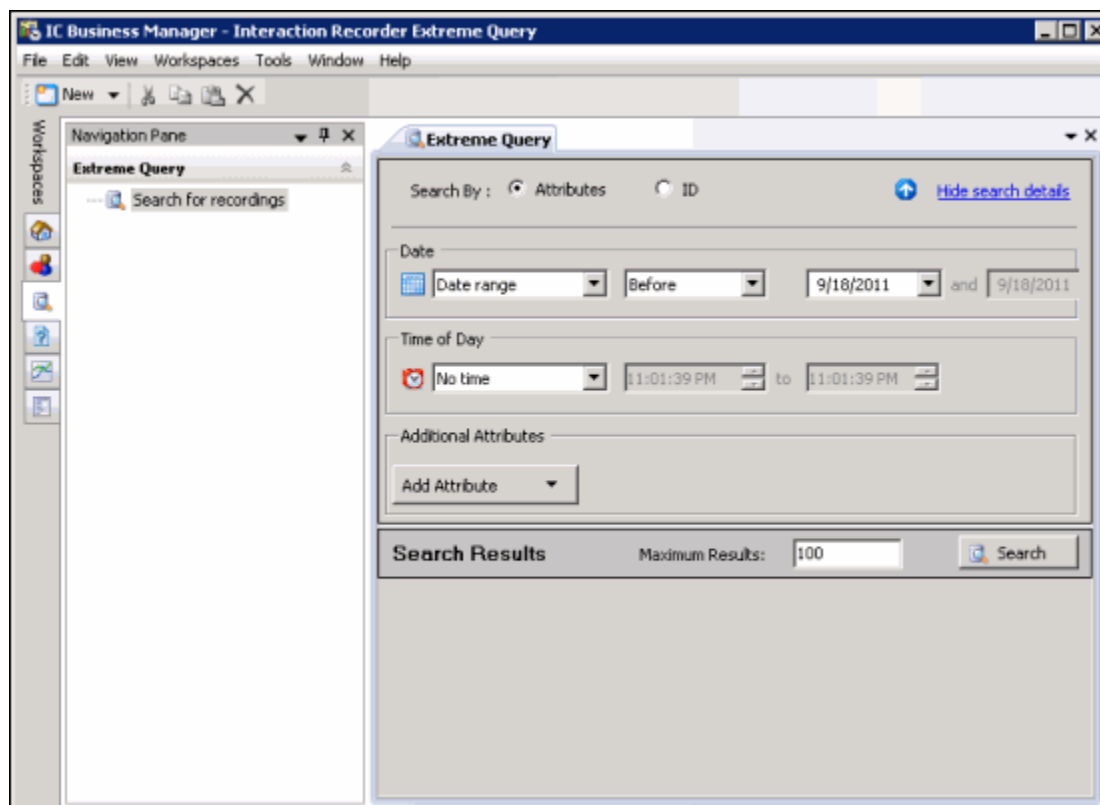 IC Business Manager - Interaction Recorder Extreme Query
File Edit View Workspaces Tools Window Help
New
Workspaces
Navigation Pane
Extreme Query
Search for recordings
Extreme Query
Search By : Attributes ID Hide search details
Date
Date range Before 9/18/2011 and 9/18/2011
Time of Day
No time 11:01:39 PM to 11:01:39 PM
Additional Attributes
Add Attribute
Search Results Maximum Results: 100 Search